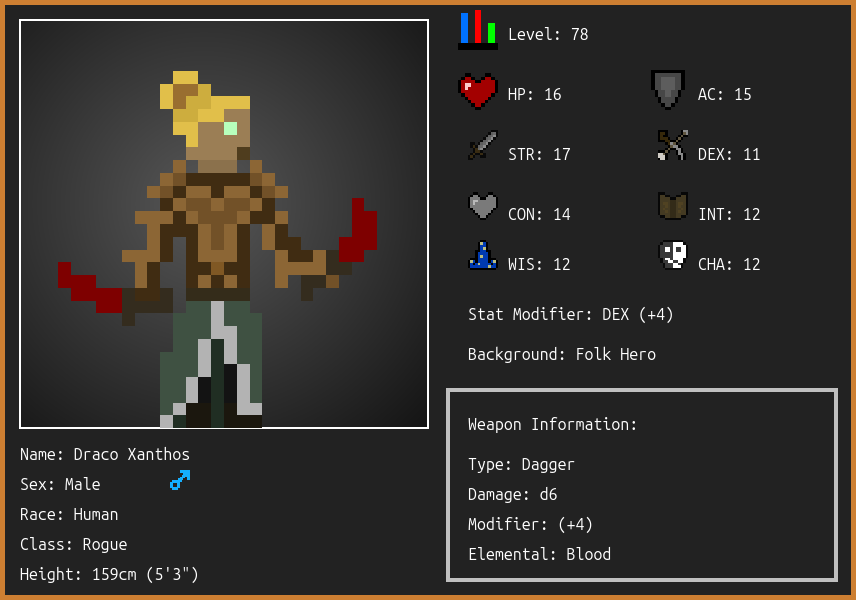 Level: 78
HP: 16
AC: 15
STR: 17
DEX: 11
CON: 14
INT: 12
WIS: 12
CHA: 12
Stat Modifier: DEX (+4)
Background: Folk Hero
Weapon Information:
Type: Dagger
Damage: d6
Modifier: (+4)
Elemental: Blood
Name: Draco Xanthos
Sex: Male
Race: Human
Class: Rogue
Height: 159cm (5'3")